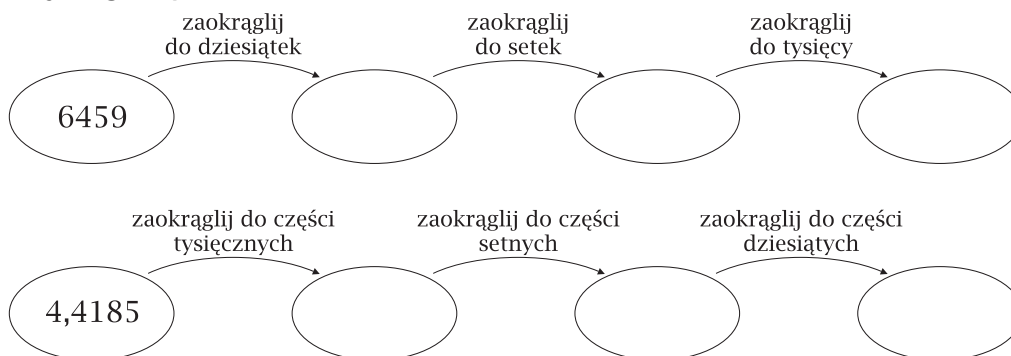 zaokrąglij
do dziesiątek
zaokrąglij
do setek
zaokrąglij
do tysięcy
6459
zaokrąglij do części
tysięcznych
zaokrąglij do części
setnych
zaokrąglij do części
dziesiątych
4,4185